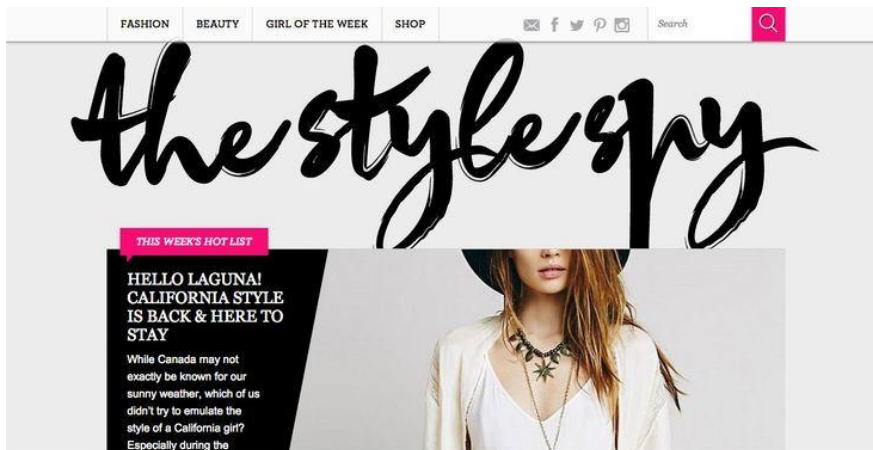 FASHION BEAUTY GIRL OF THE WEEK SHOP Search
the style spy
THIS WEEK'S HOT LIST
HELLO LAGUNA!
CALIFORNIA STYLE
IS BACK & HERE TO
STAY
While Canada may not
exactly be known for our
sunny weather, which of us
didn't try to emulate the
style of a California girl?
Especially during the